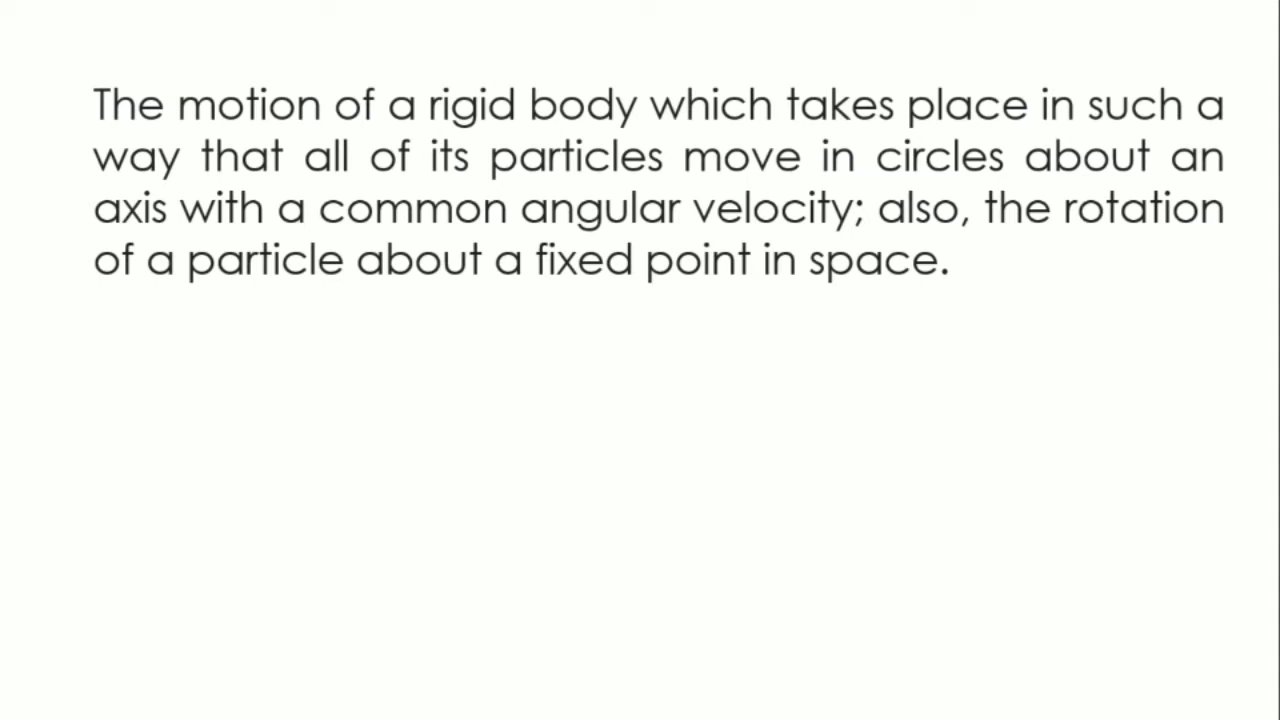 The motion of a rigid body which takes place in such a
way that all of its particles move in circles about an
axis with a common angular velocity; also, the rotation
of a particle about a fixed point in space.